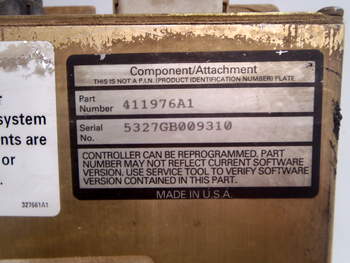 Component/Attachment
THIS IS NOT A P.I.N. (PRODUCT IDENTIFICATION NUMBER) PLATE
Part
Number 411976A1
Serial
No. 5327GB009310
CONTROLLER CAN BE REPROGRAMMED. PART
NUMBER MAY NOT REFLECT CURRENT SOFTWARE
VERSION. USE SERVICE TOOL TO VERIFY SOFTWARE
VERSION CONTAINED IN THIS PART.
MADE IN U.S.A.
system
ents are
or
327661A1